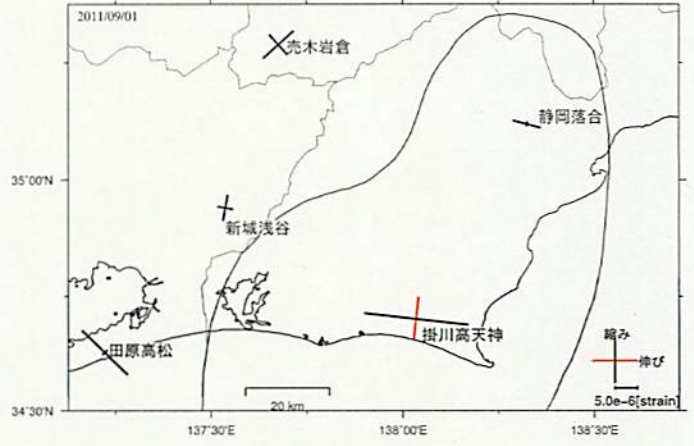 2011/09/01
売木岩倉
静岡落合
35°00'N
新城浅谷
掛川高天神
田原高松
縮み
伸び
5.0e-6[strain]
20 km
34°30'N
137°30'E
138°00'E
138°30'E